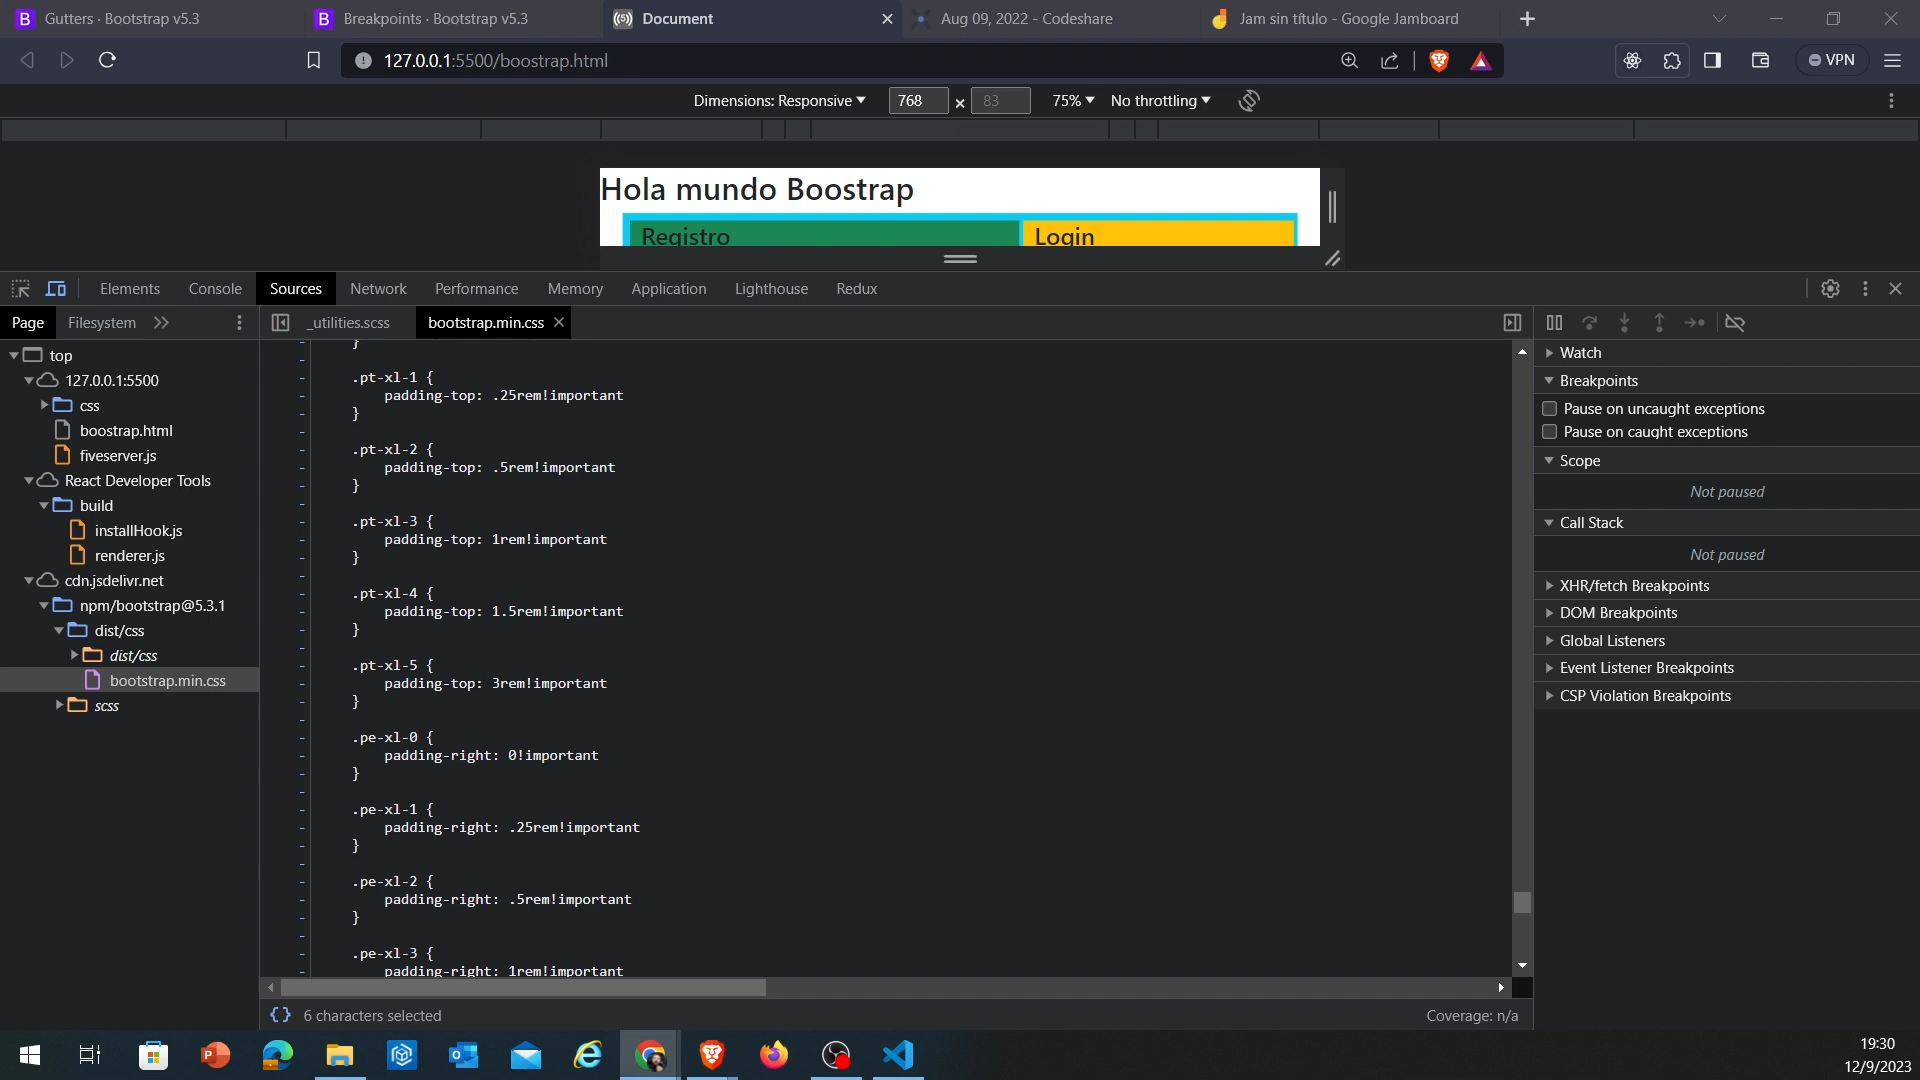 Gutters · Bootstrap v5.3
Breakpoints · Bootstrap v5.3
Document
Aug 09, 2022 - Codeshare
Jam sin título - Google Jamboard
127.0.0.1:5500/boostrap.html
VPN
Dimensions: Responsive
768 × 83
75%
No throttling
Hola mundo Boostrap
Registro
Login
Elements
Console
Sources
Network
Performance
Memory
Application
Lighthouse
Redux
Page
Filesystem
_utilities.scss
bootstrap.min.css
top
127.0.0.1:5500
css
boostrap.html
fiveserver.js
React Developer Tools
build
installHook.js
renderer.js
cdn.jsdelivr.net
npm/bootstrap@5.3.1
dist/css
dist/css
bootstrap.min.css
scss
}
.pt-xl-1 {
padding-top: .25rem!important
}
.pt-xl-2 {
padding-top: .5rem!important
}
.pt-xl-3 {
padding-top: 1rem!important
}
.pt-xl-4 {
padding-top: 1.5rem!important
}
.pt-xl-5 {
padding-top: 3rem!important
}
.pe-xl-0 {
padding-right: 0!important
}
.pe-xl-1 {
padding-right: .25rem!important
}
.pe-xl-2 {
padding-right: .5rem!important
}
.pe-xl-3 {
padding-right: 1rem!important
{} 6 characters selected
Coverage: n/a
Watch
Breakpoints
Pause on uncaught exceptions
Pause on caught exceptions
Scope
Not paused
Call Stack
Not paused
XHR/fetch Breakpoints
DOM Breakpoints
Global Listeners
Event Listener Breakpoints
CSP Violation Breakpoints
19:30
12/9/2023